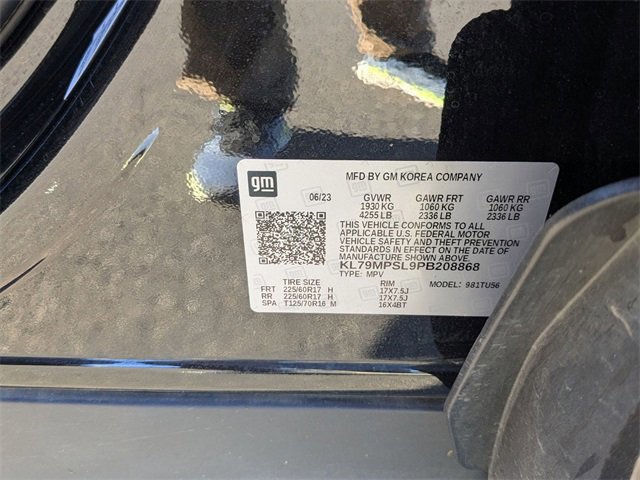 gm
MFD BY GM KOREA COMPANY
06/23 GVWR GAWR FRT GAWR RR
1930 KG 1060 KG 1060 KG
4255 LB 2336 LB 2336 LB
THIS VEHICLE CONFORMS TO ALL
APPLICABLE U.S. FEDERAL MOTOR
VEHICLE SAFETY AND THEFT PREVENTION
STANDARDS IN EFFECT ON THE DATE OF
MANUFACTURE SHOWN ABOVE.
KL79MPSL9PB208868
TYPE: MPV MODEL: 981TU56
TIRE SIZE RIM
FRT 225/60R17 H 17X7.5J
RR 225/60R17 H 17X7.5J
SPA T125/70R16 M 16X4BT